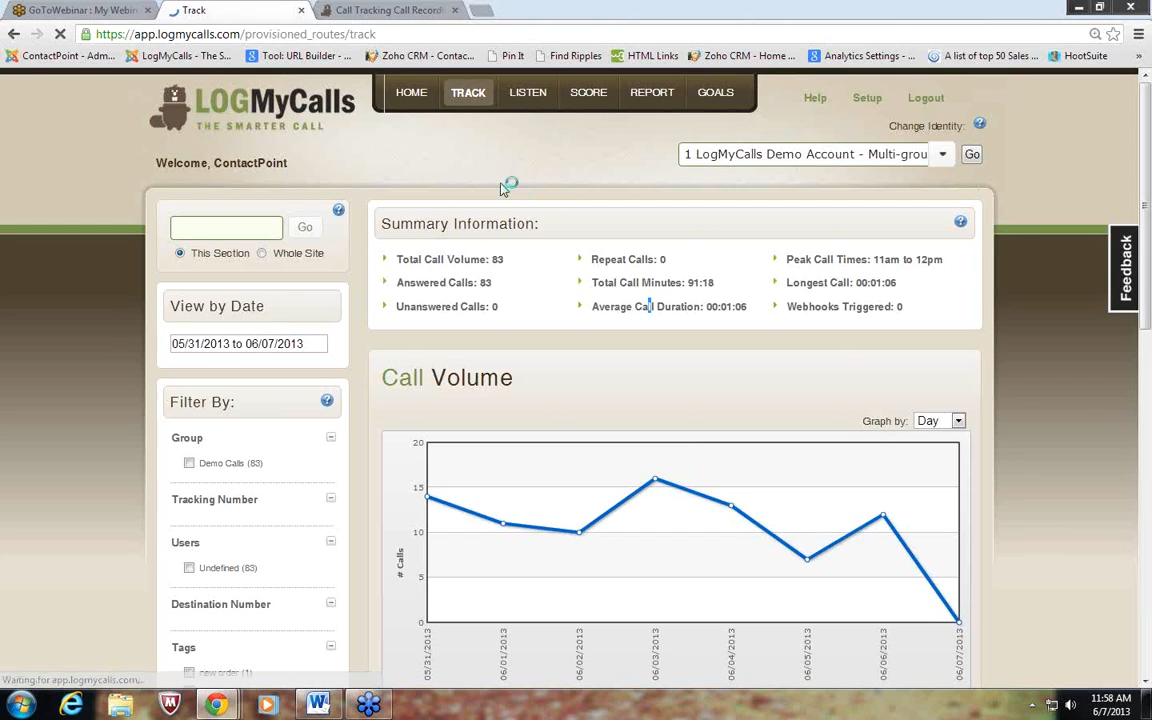 GoToWebinar : My Webin
Track
Call Tracking Call Record
https://app.logmycalls.com/provisioned_routes/track
ContactPoint - Adm...
LogMyCalls - The S...
Tool: URL Builder - ...
Zoho CRM - Contac...
Pin It
Find Ripples
HTML Links
Zoho CRM - Home ...
Analytics Settings - ...
A list of top 50 Sales ...
HootSuite
»
LOGMyCalls
THE SMARTER CALL
HOME
TRACK
LISTEN
SCORE
REPORT
GOALS
Help
Setup
Logout
Change Identity:
Welcome, ContactPoint
1 LogMyCalls Demo Account - Multi-grou
Go
Go
This Section
Whole Site
View by Date
05/31/2013 to 06/07/2013
Filter By:
Group
Demo Calls (83)
Tracking Number
Users
Undefined (83)
Destination Number
Tags
new order (1)
Summary Information:
Total Call Volume: 83
Repeat Calls: 0
Peak Call Times: 11am to 12pm
Answered Calls: 83
Total Call Minutes: 91:18
Longest Call: 00:01:06
Unanswered Calls: 0
Average Call Duration: 00:01:06
Webhooks Triggered: 0
Call Volume
Graph by:
Day
20
15
10
5
0
# Calls
05/31/2013
06/01/2013
06/02/2013
06/03/2013
06/04/2013
06/05/2013
06/06/2013
06/07/2013
Feedback
Waiting for app.logmycalls.com...
11:58 AM
6/7/2013